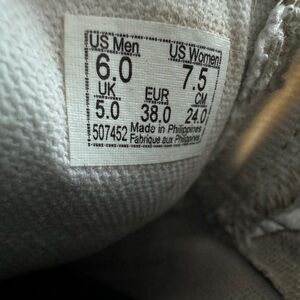 US Men US Women
6.0 7.5
UK EUR CM
5.0 38.0 24.0
507452 Made in Philippines
Fabriqué aux Philippines